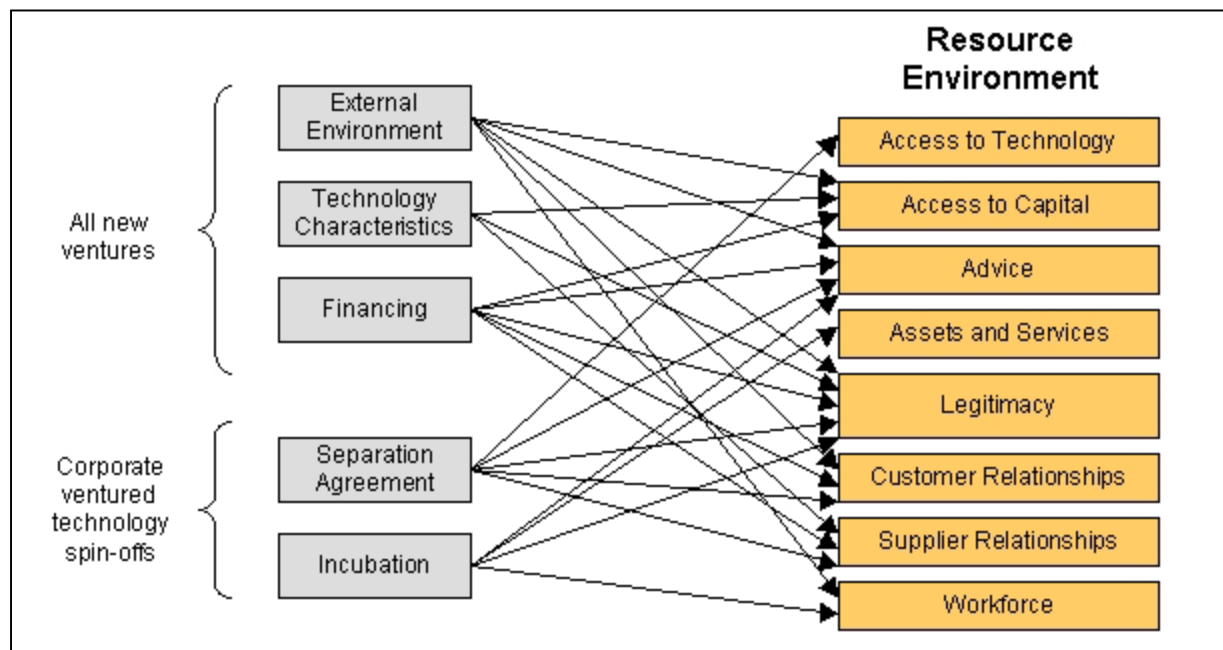 Resource
Environment
All new
ventures
External
Environment
Technology
Characteristics
Financing
Corporate
ventured
technology
spin-offs
Separation
Agreement
Incubation
Access to Technology
Access to Capital
Advice
Assets and Services
Legitimacy
Customer Relationships
Supplier Relationships
Workforce